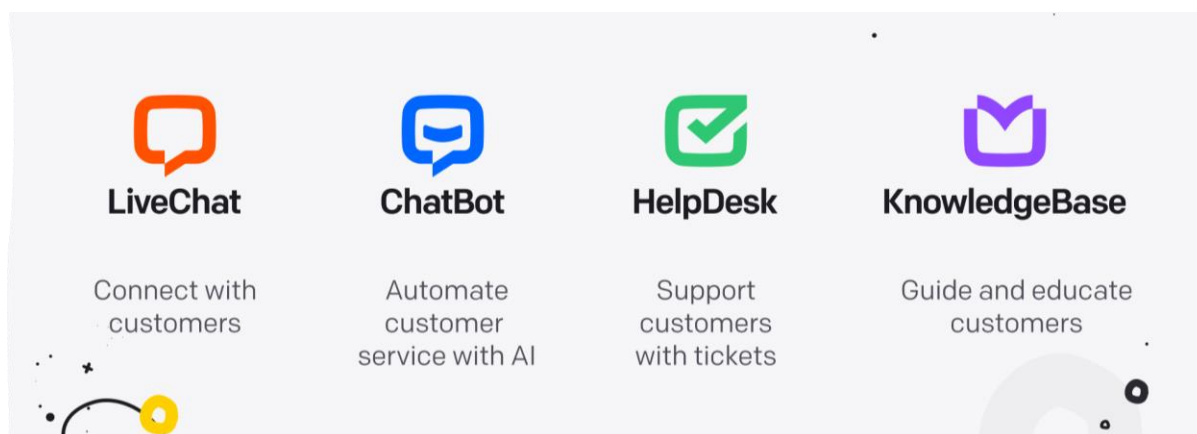 LiveChat
Connect with
customers
ChatBot
Automate
customer
service with AI
HelpDesk
Support
customers
with tickets
KnowledgeBase
Guide and educate
customers